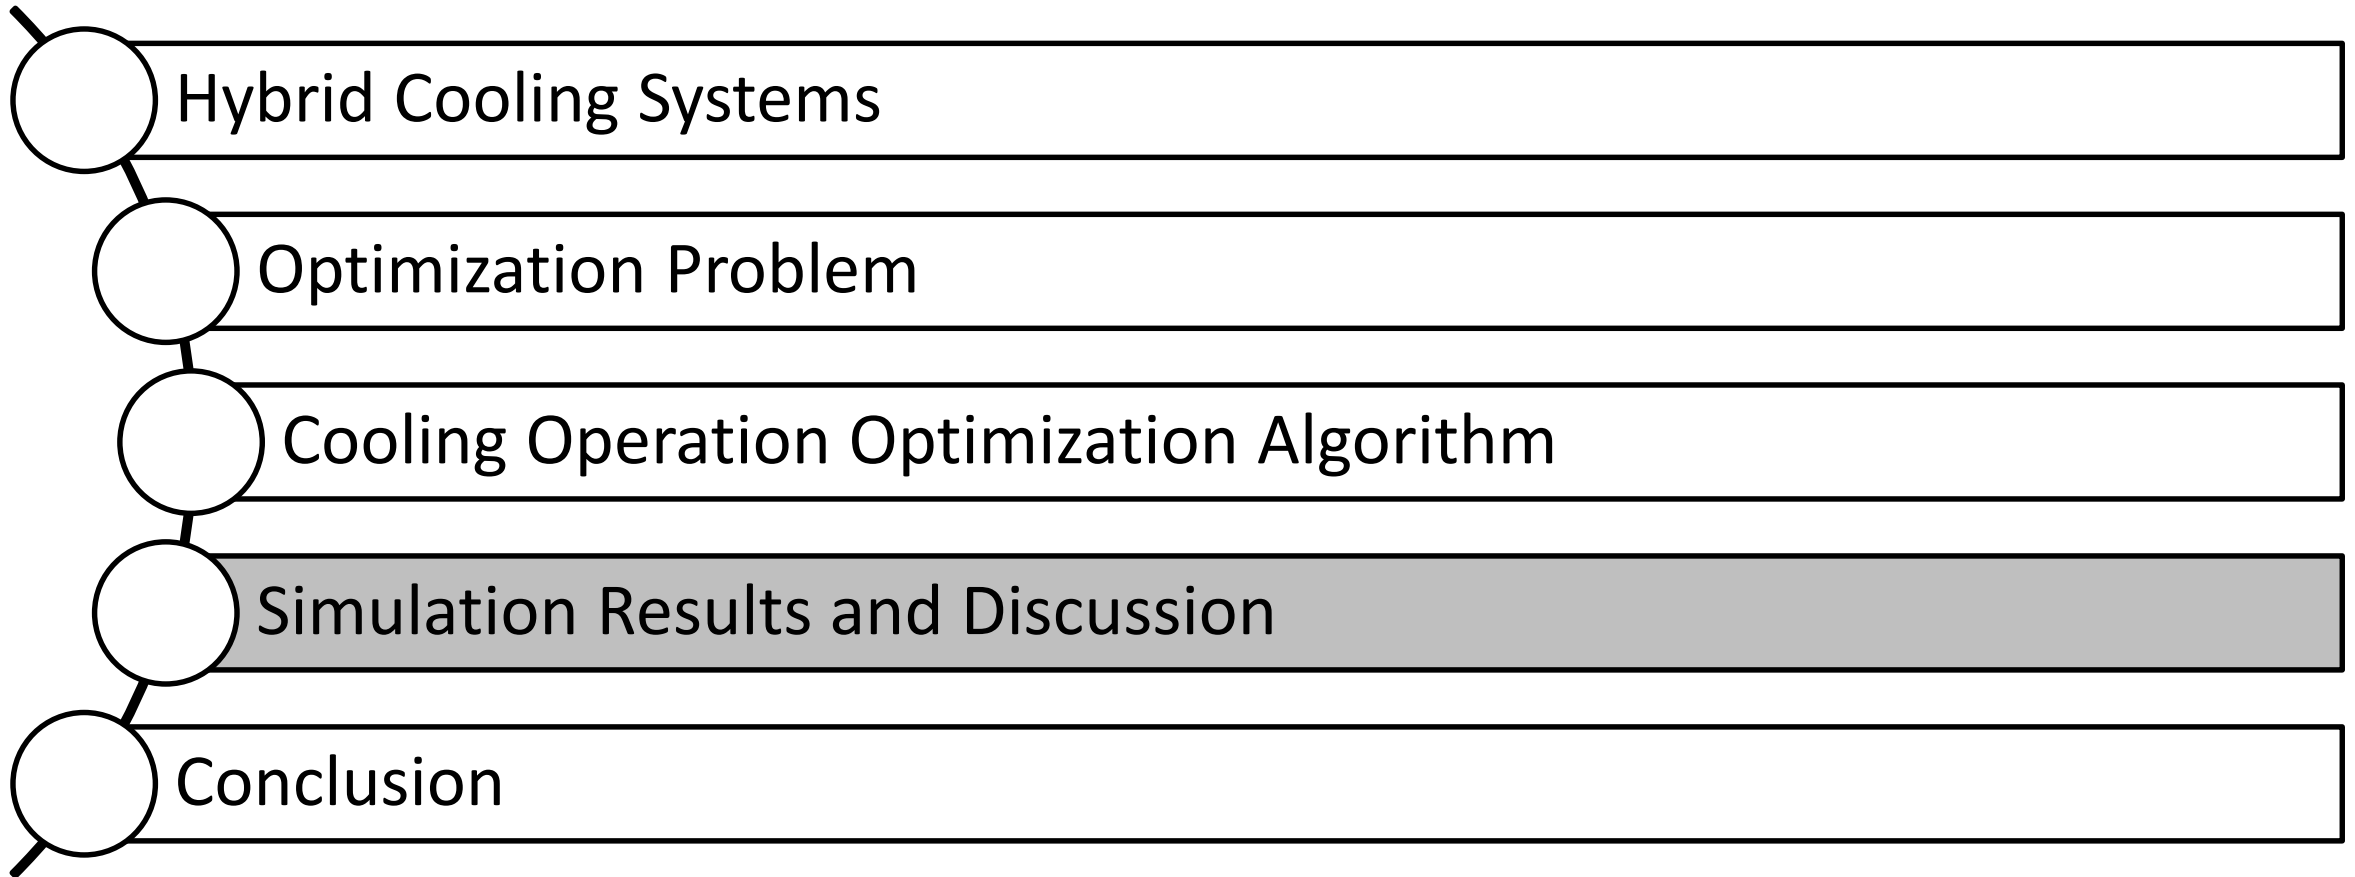 Hybrid Cooling Systems
Optimization Problem
Cooling Operation Optimization Algorithm
Simulation Results and Discussion
Conclusion